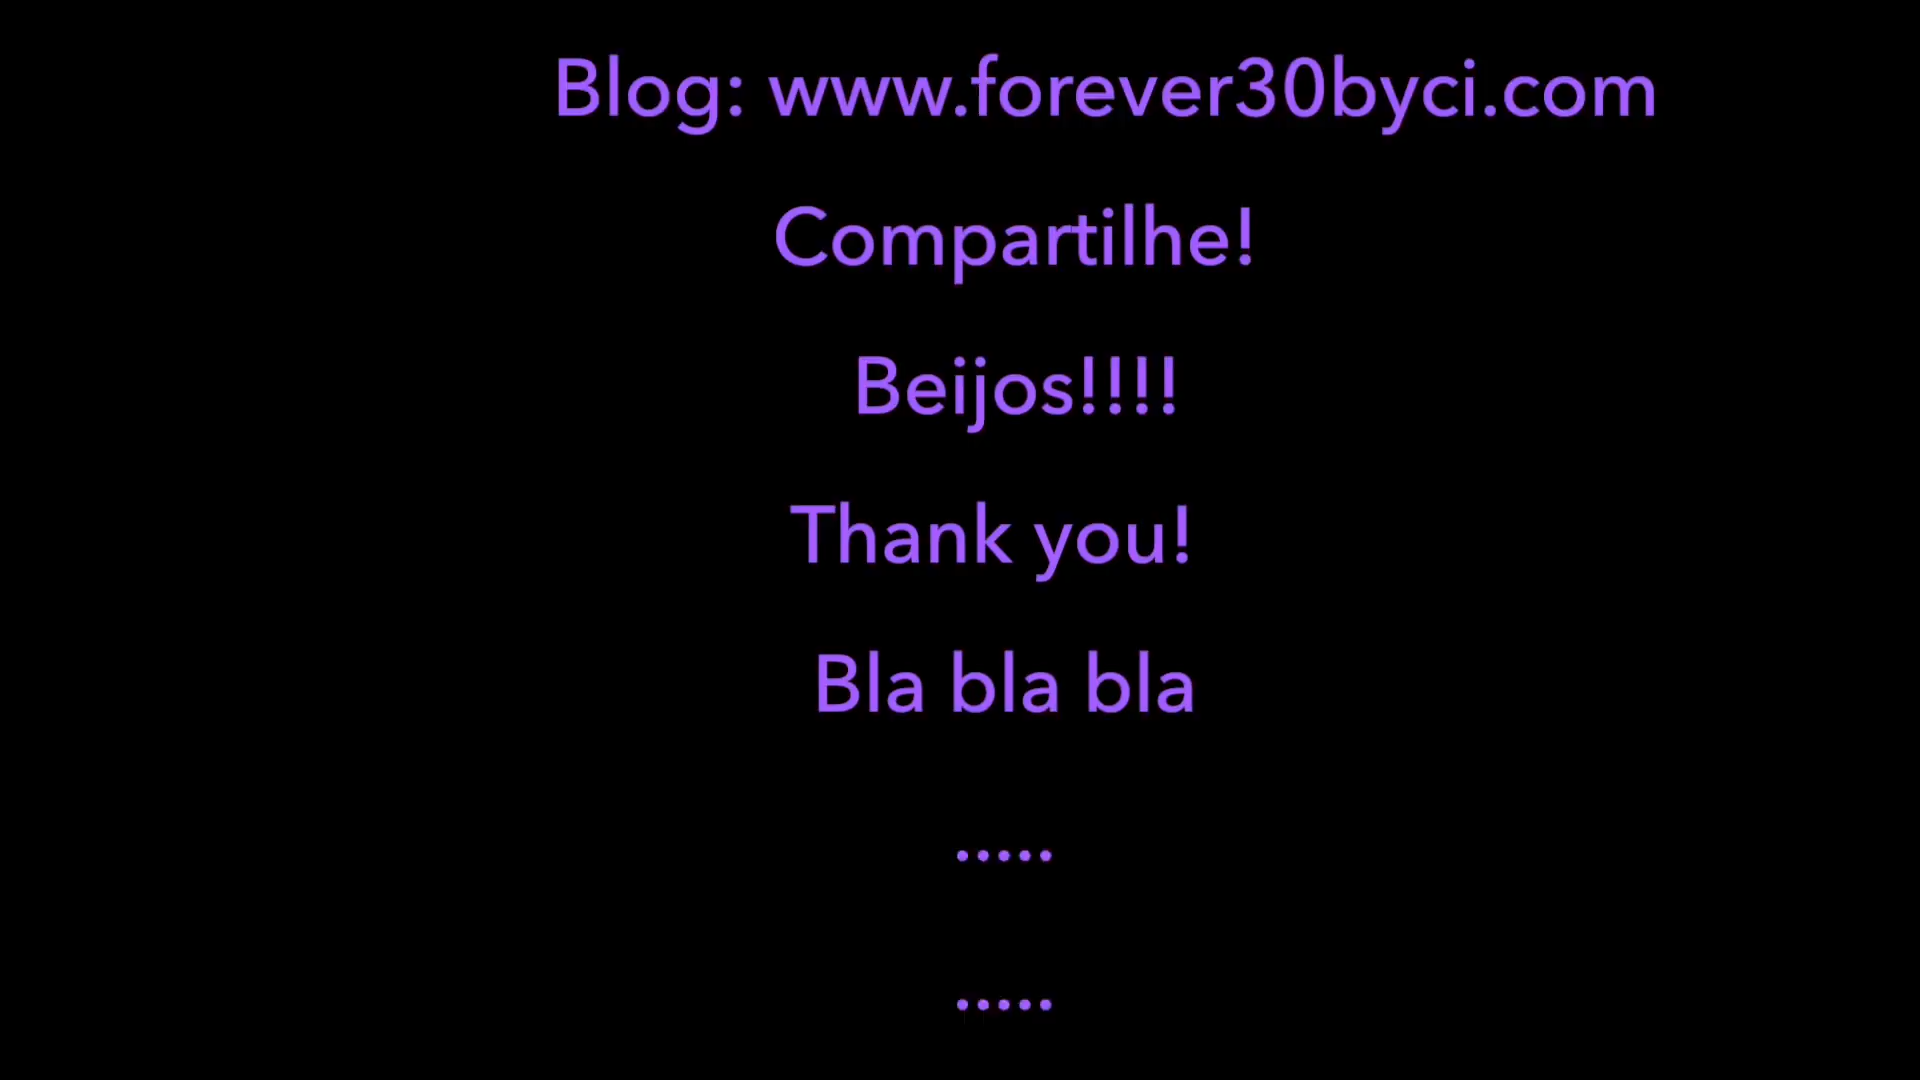 Blog: www.forever30byci.com
Compartilhe!
Beijos!!!!
Thank you!
Bla bla bla
.....
.....